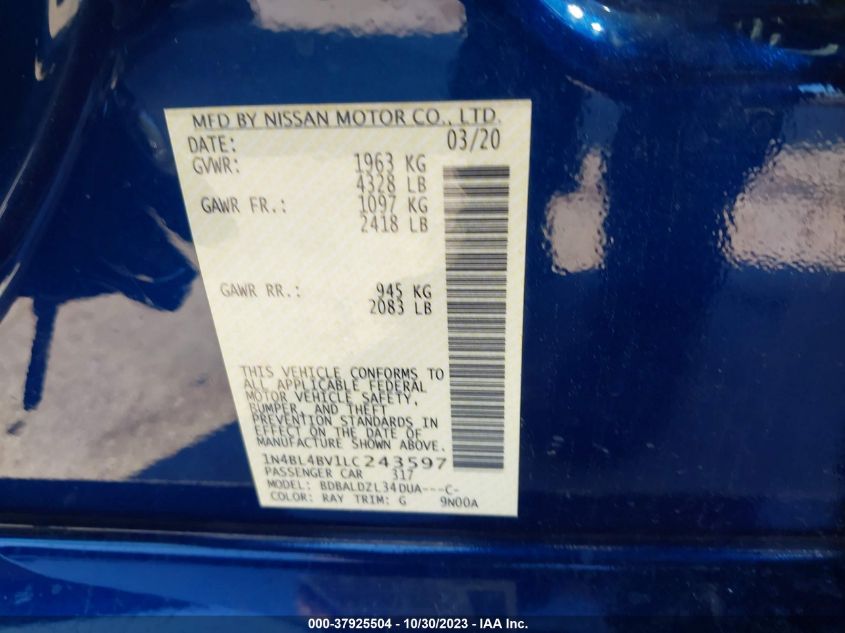 MFD BY NISSAN MOTOR CO., LTD.
DATE: 03/20
GVWR: 1963 KG
4328 LB
GAWR FR.: 1097 KG
2418 LB
GAWR RR.: 945 KG
2083 LB
THIS VEHICLE CONFORMS TO
ALL APPLICABLE FEDERAL
MOTOR VEHICLE SAFETY,
BUMPER, AND THEFT
PREVENTION STANDARDS IN
EFFECT ON THE DATE OF
MANUFACTURE SHOWN ABOVE.
1N4BL4BV1LC243597
PASSENGER CAR 317
MODEL: BDBALDZL34DUA---C-
COLOR: RAY TRIM: G 9N00A
000-37925504 - 10/30/2023 - IAA Inc.